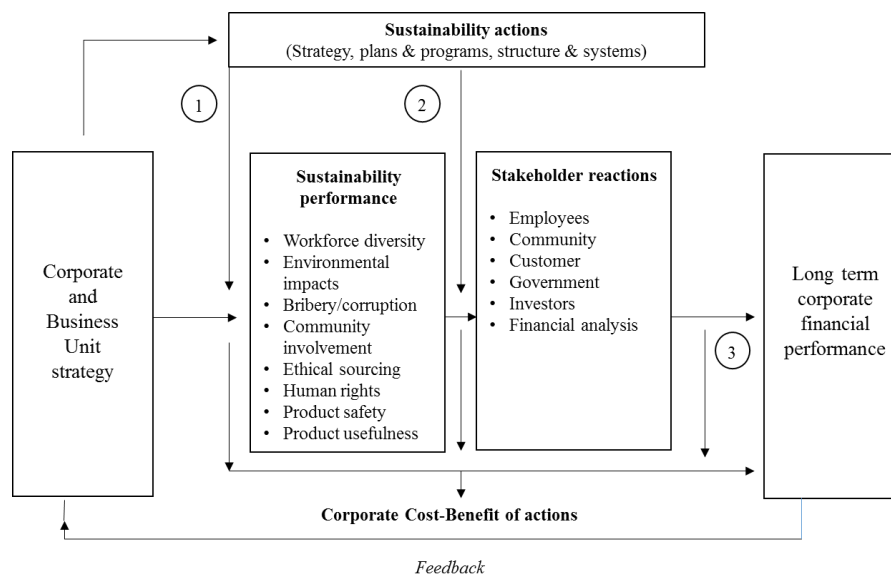 Sustainability actions
(Strategy, plans & programs, structure & systems)
1
2
Corporate
and
Business
Unit
strategy
Sustainability
performance
• Workforce diversity
• Environmental
impacts
• Bribery/corruption
• Community
involvement
• Ethical sourcing
• Human rights
• Product safety
• Product usefulness
Stakeholder reactions
• Employees
• Community
• Customer
• Government
• Investors
• Financial analysis
Long term
corporate
financial
performance
3
Corporate Cost-Benefit of actions
Feedback